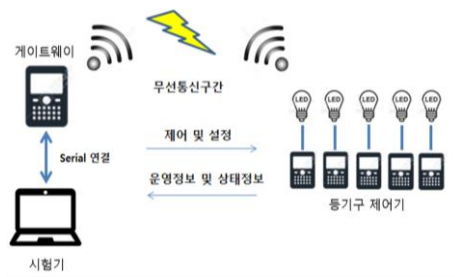 게이트웨이
무선통신구간
LED LED LED LED LED
제어 및 설정
Serial 연결
운영정보 및 상태정보
등기구 제어기
시험기